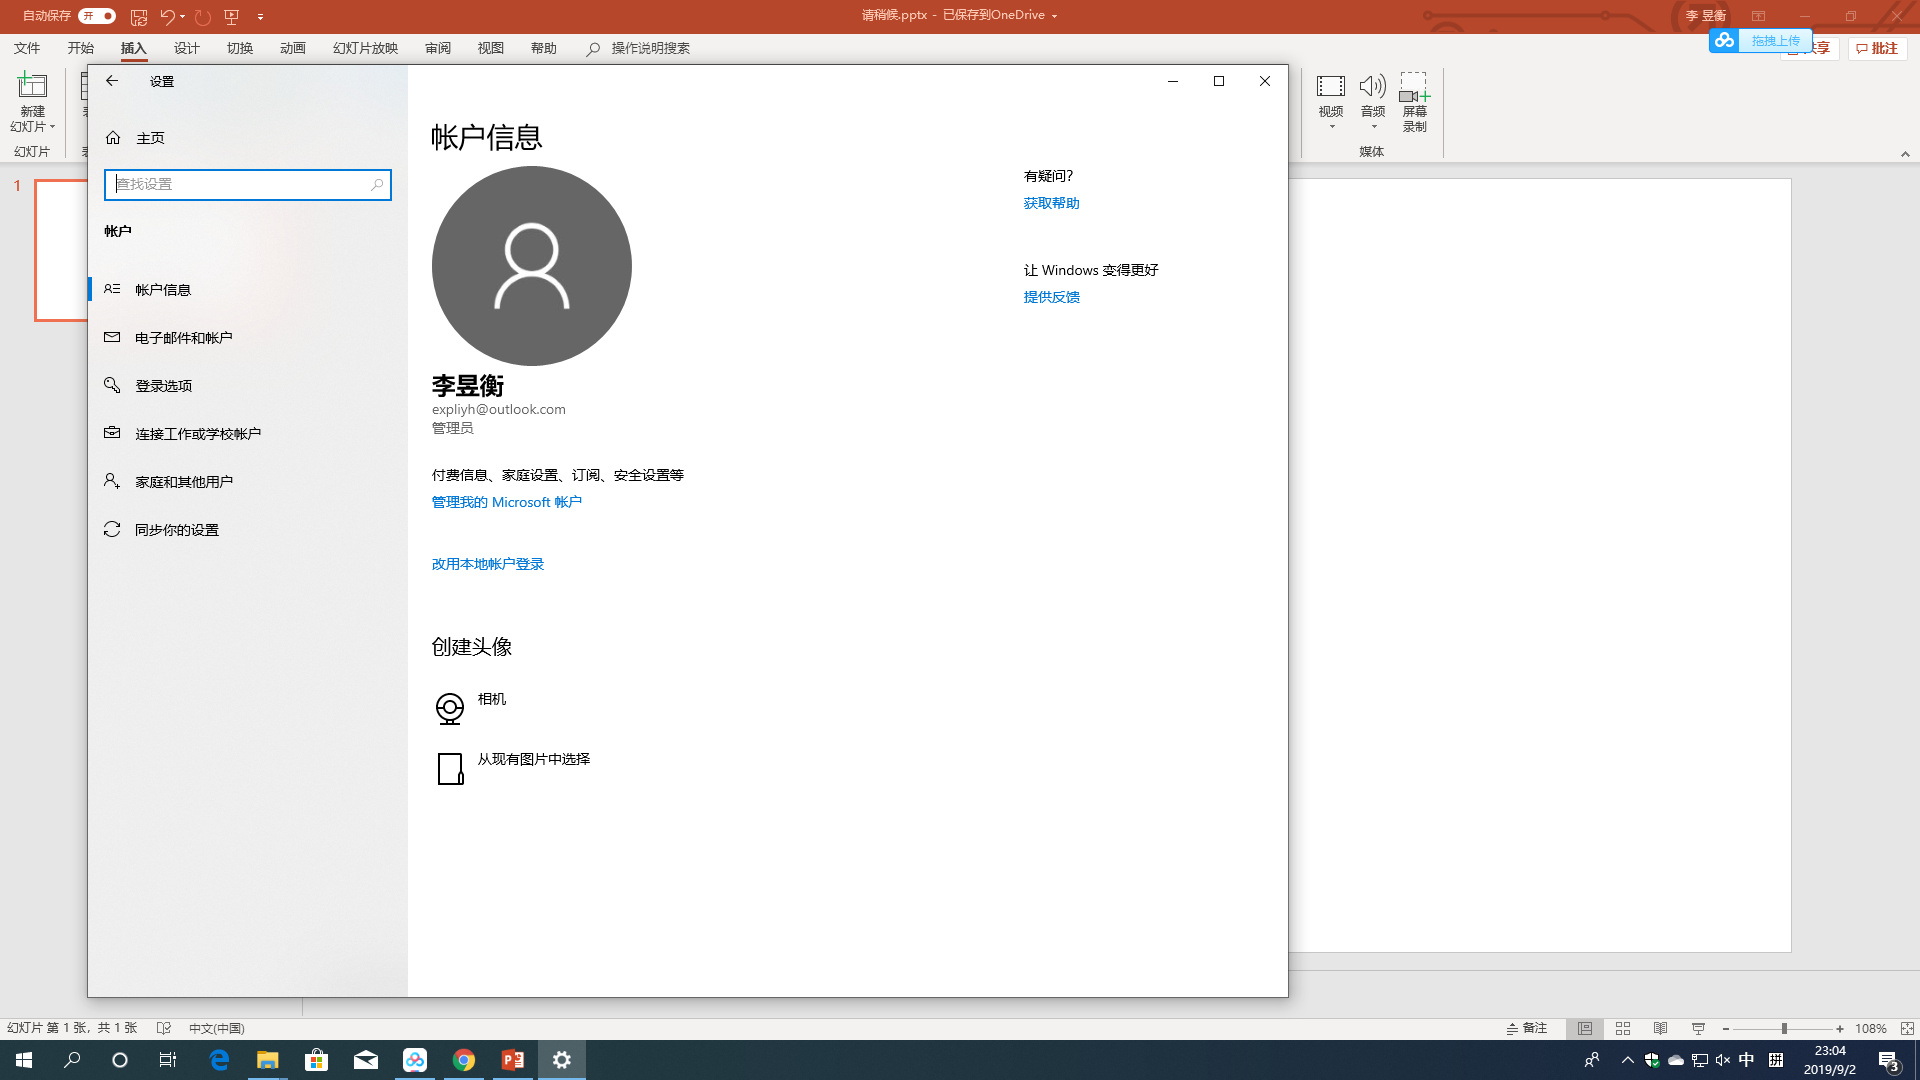 自动保存 开
请稍候.pptx - 已保存到OneDrive
李 昱衡
文件 开始 插入 设计 切换 动画 幻灯片放映 审阅 视图 帮助 操作说明搜索
拖拽上传
共享
批注
新建
幻灯片
幻灯片
视频
音频
屏幕
录制
媒体
1
设置
主页
查找设置
帐户
帐户信息
电子邮件和帐户
登录选项
连接工作或学校帐户
家庭和其他用户
同步你的设置
帐户信息
李昱衡
expliyh@outlook.com
管理员
付费信息、家庭设置、订阅、安全设置等
管理我的 Microsoft 帐户
改用本地帐户登录
创建头像
相机
从现有图片中选择
有疑问?
获取帮助
让 Windows 变得更好
提供反馈
幻灯片 第 1 张，共 1 张
中文(中国)
备注
108%
中
拼
23:04
2019/9/2
3